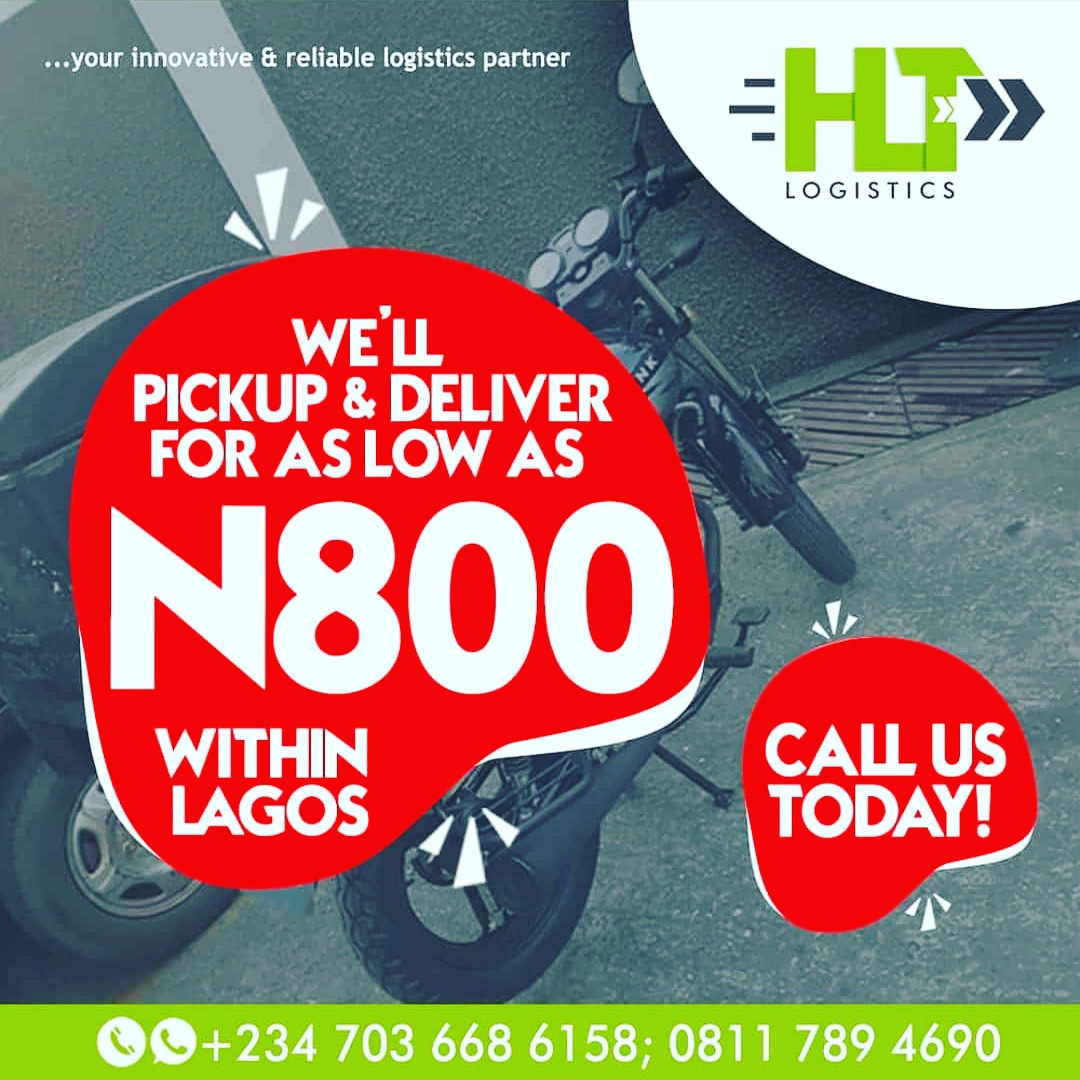 ...your innovative & reliable logistics partner
HLT
LOGISTICS
WE'LL
PICKUP & DELIVER
FOR AS LOW AS
N800
WITHIN
LAGOS
CALL US
TODAY!
+234 703 668 6158; 0811 789 4690